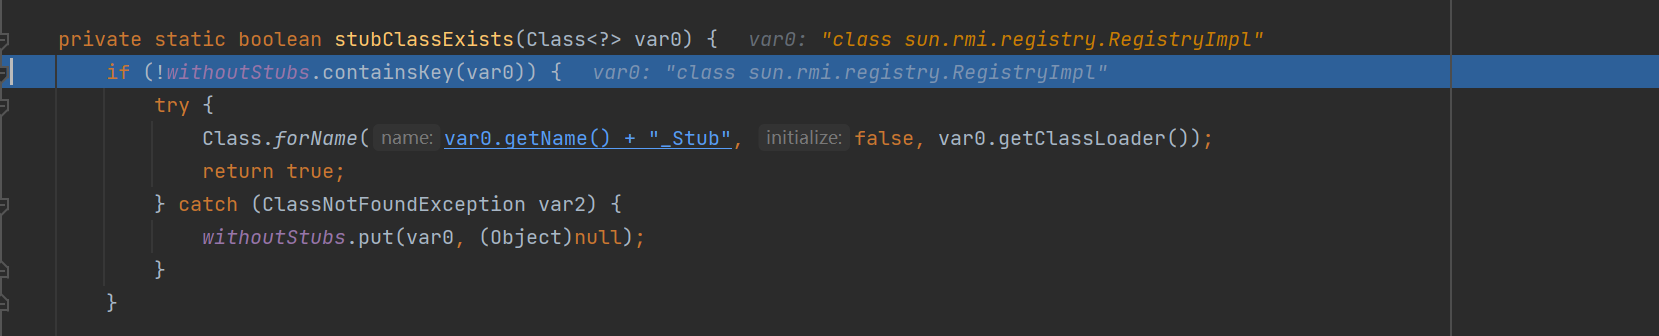 private static boolean stubClassExists(Class<?> var0) {   var0: "class sun.rmi.registry.RegistryImpl"
    if (!withoutStubs.containsKey(var0)) {   var0: "class sun.rmi.registry.RegistryImpl"
        try {
            Class.forName( name: var0.getName() + "_Stub",  initialize: false, var0.getClassLoader());
            return true;
        } catch (ClassNotFoundException var2) {
            withoutStubs.put(var0, (Object)null);
        }
    }